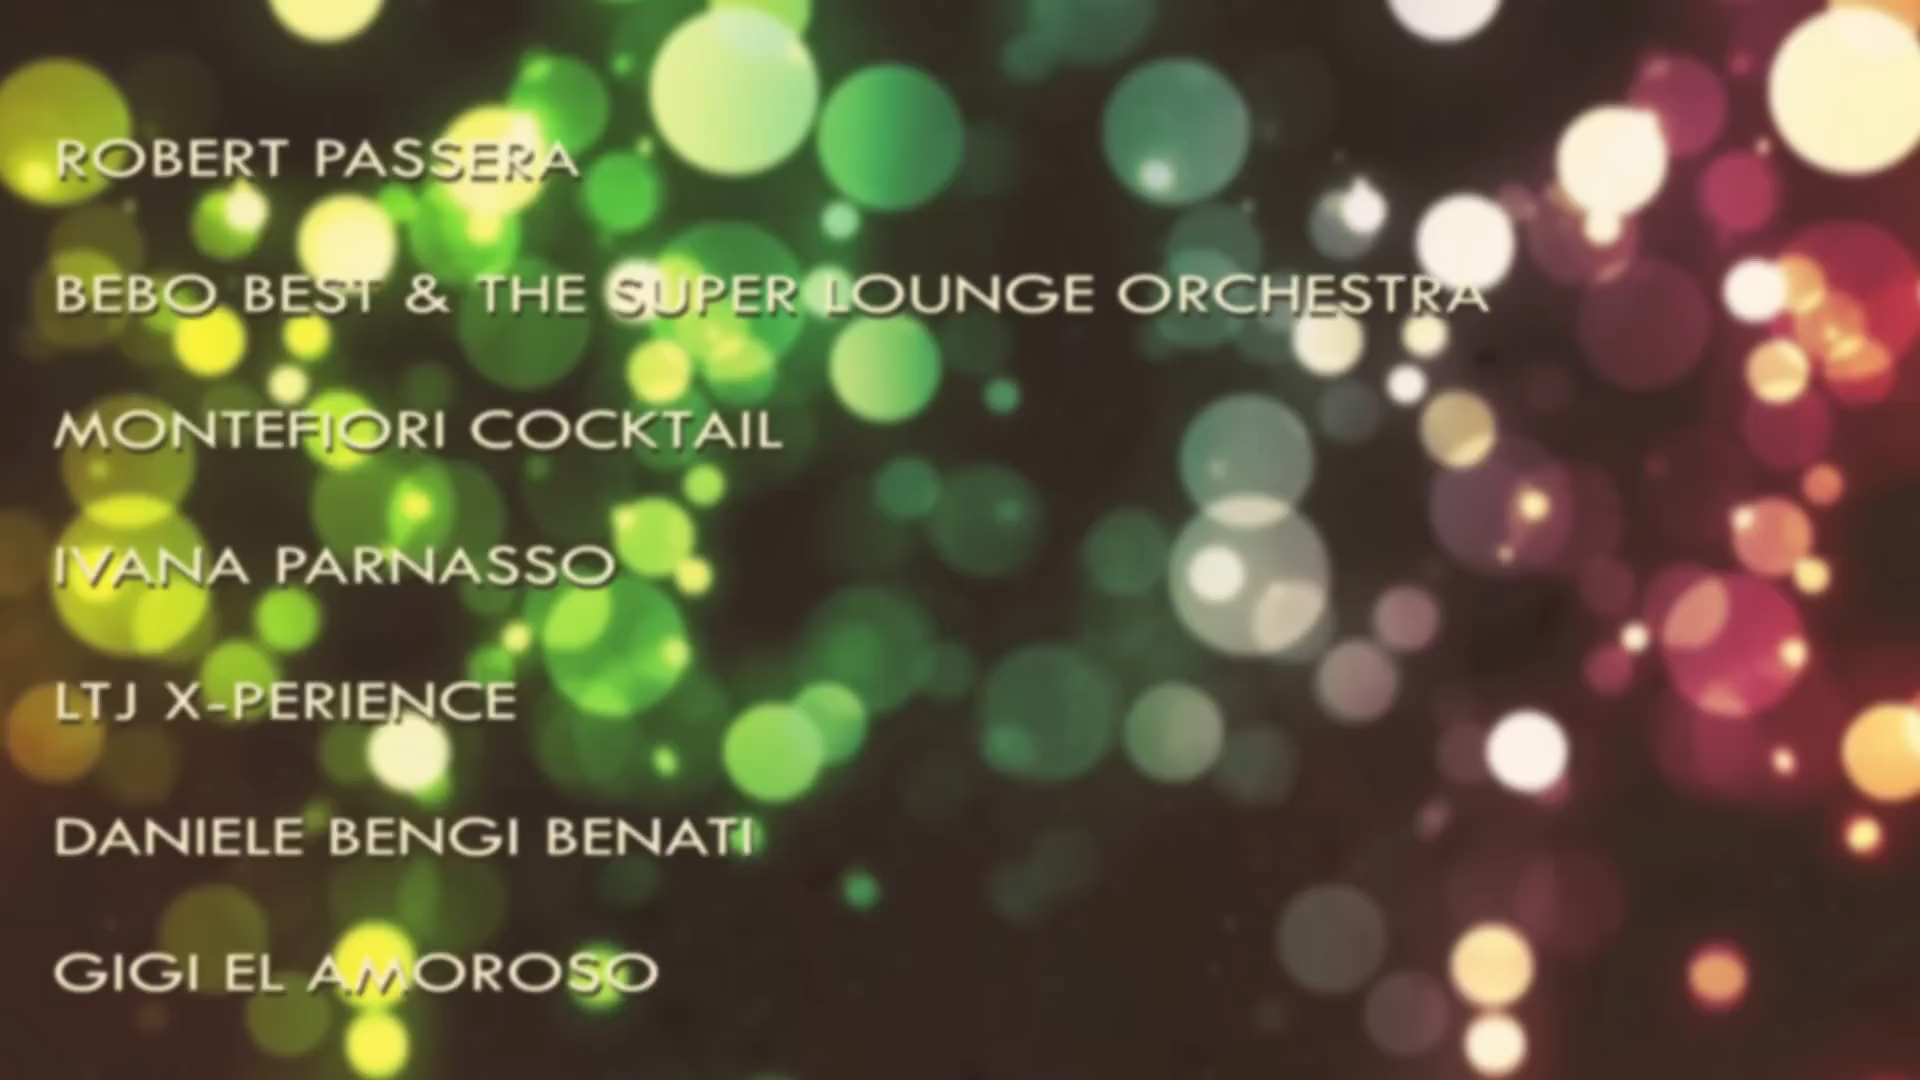 ROBERT PASSERA
BEBO BEST & THE SUPER LOUNGE ORCHESTRA
MONTEFIORI COCKTAIL
IVANA PARNASSO
LTJ X-PERIENCE
DANIELE BENGI BENATI
GIGI EL AMOROSO